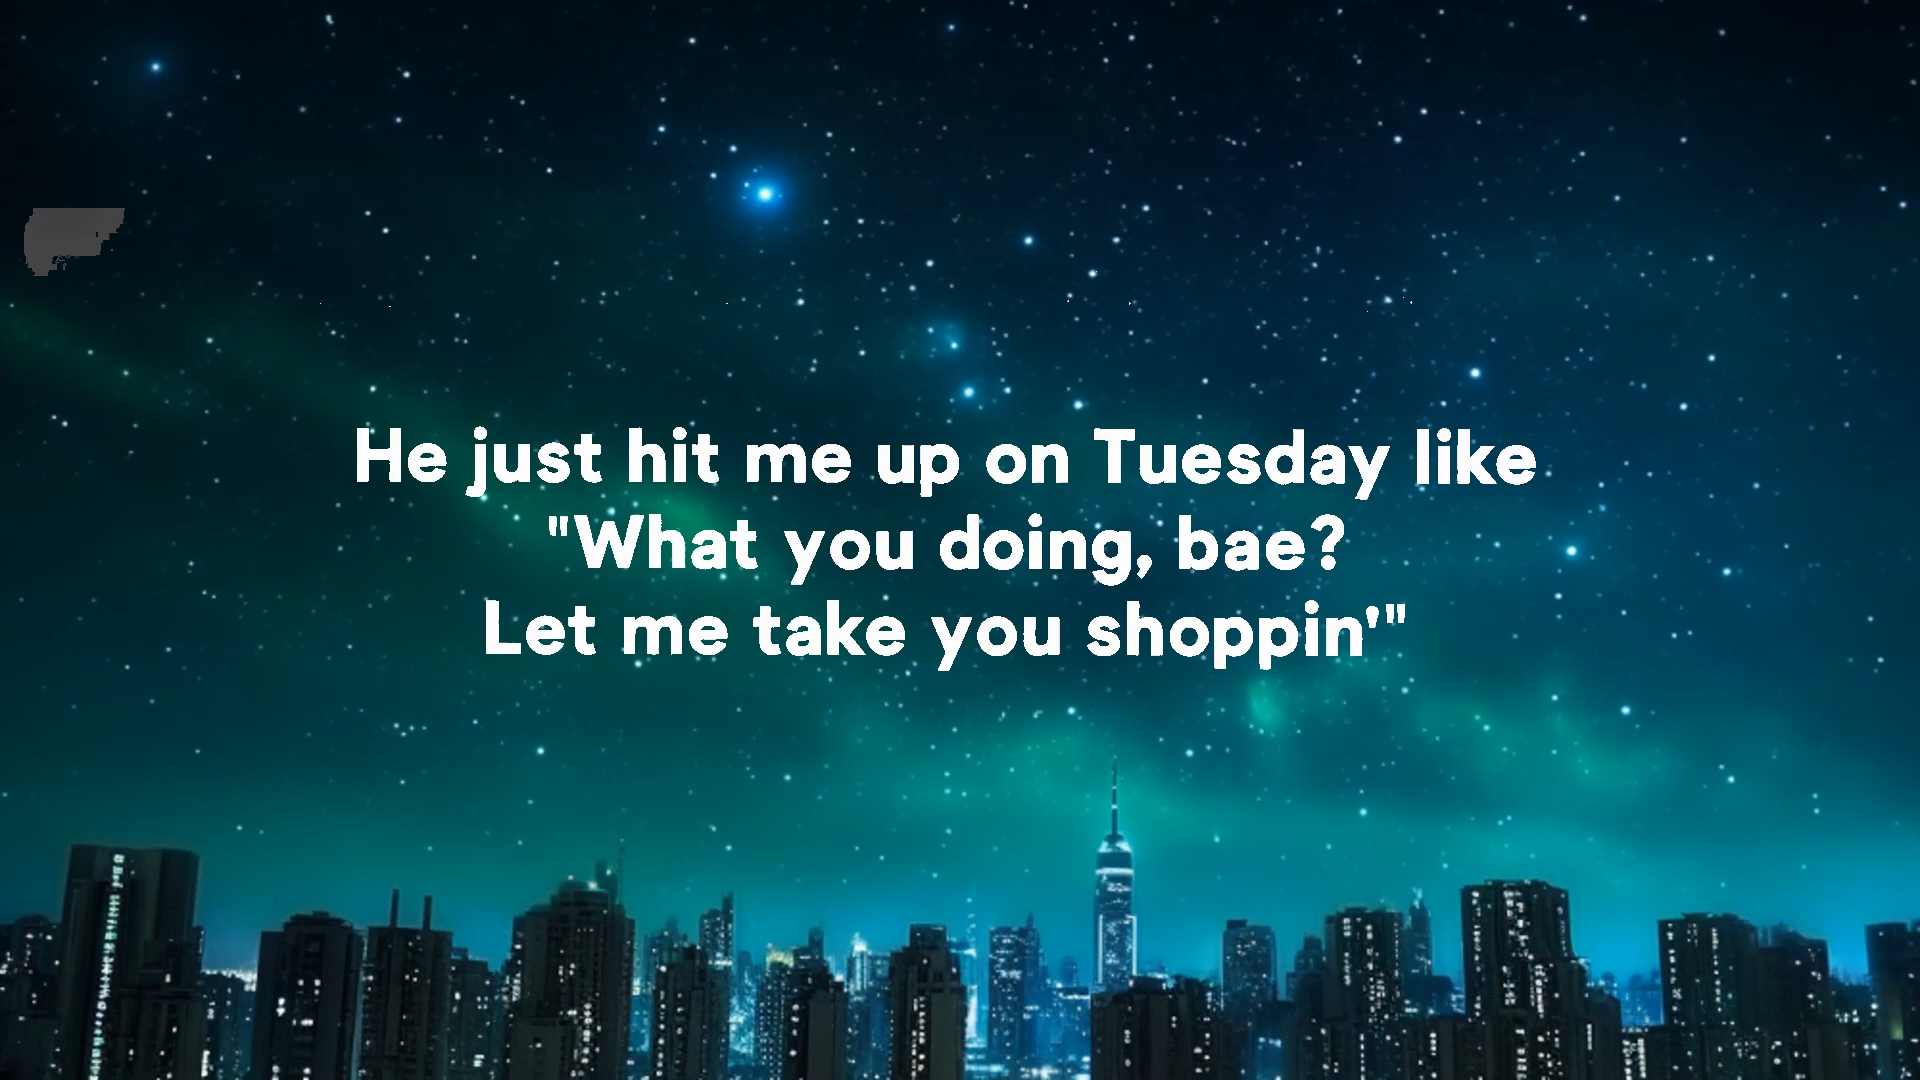 He just hit me up on Tuesday like
"What you doing, bae?
Let me take you shoppin'"